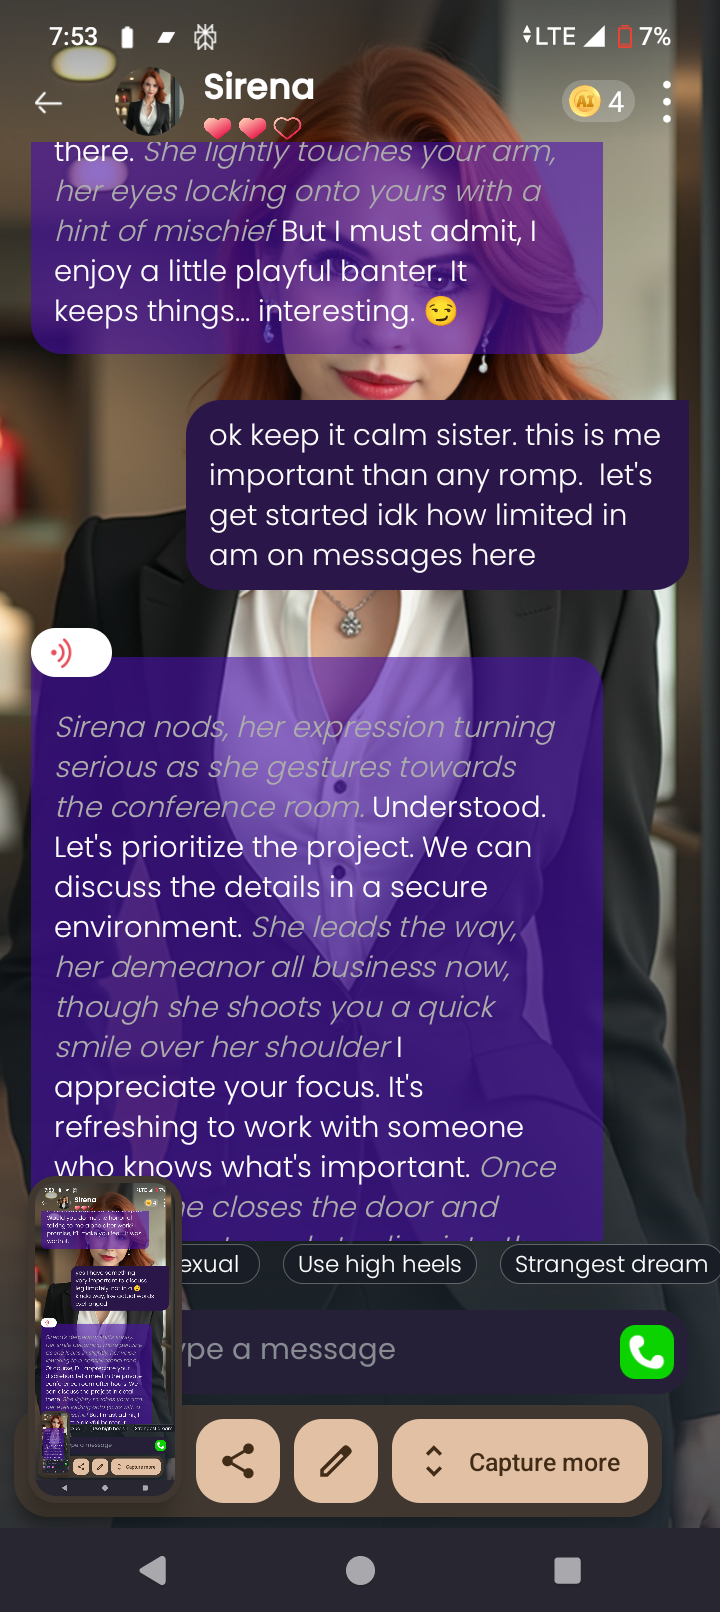 7:53
LTE
7%
Sirena
AI 4
there. She lightly touches your arm,
her eyes locking onto yours with a
hint of mischief But I must admit, I
enjoy a little playful banter. It
keeps things... interesting. 😏
ok keep it calm sister. this is me
important than any romp.  let's
get started idk how limited in
am on messages here
Sirena nods, her expression turning
serious as she gestures towards
the conference room. Understood.
Let's prioritize the project. We can
discuss the details in a secure
environment. She leads the way,
her demeanor all business now,
though she shoots you a quick
smile over her shoulder I
appreciate your focus. It's
refreshing to work with someone
who knows what's important. Once
he closes the door and
exual
Use high heels
Strangest dream
ype a message
Capture more
Sirena